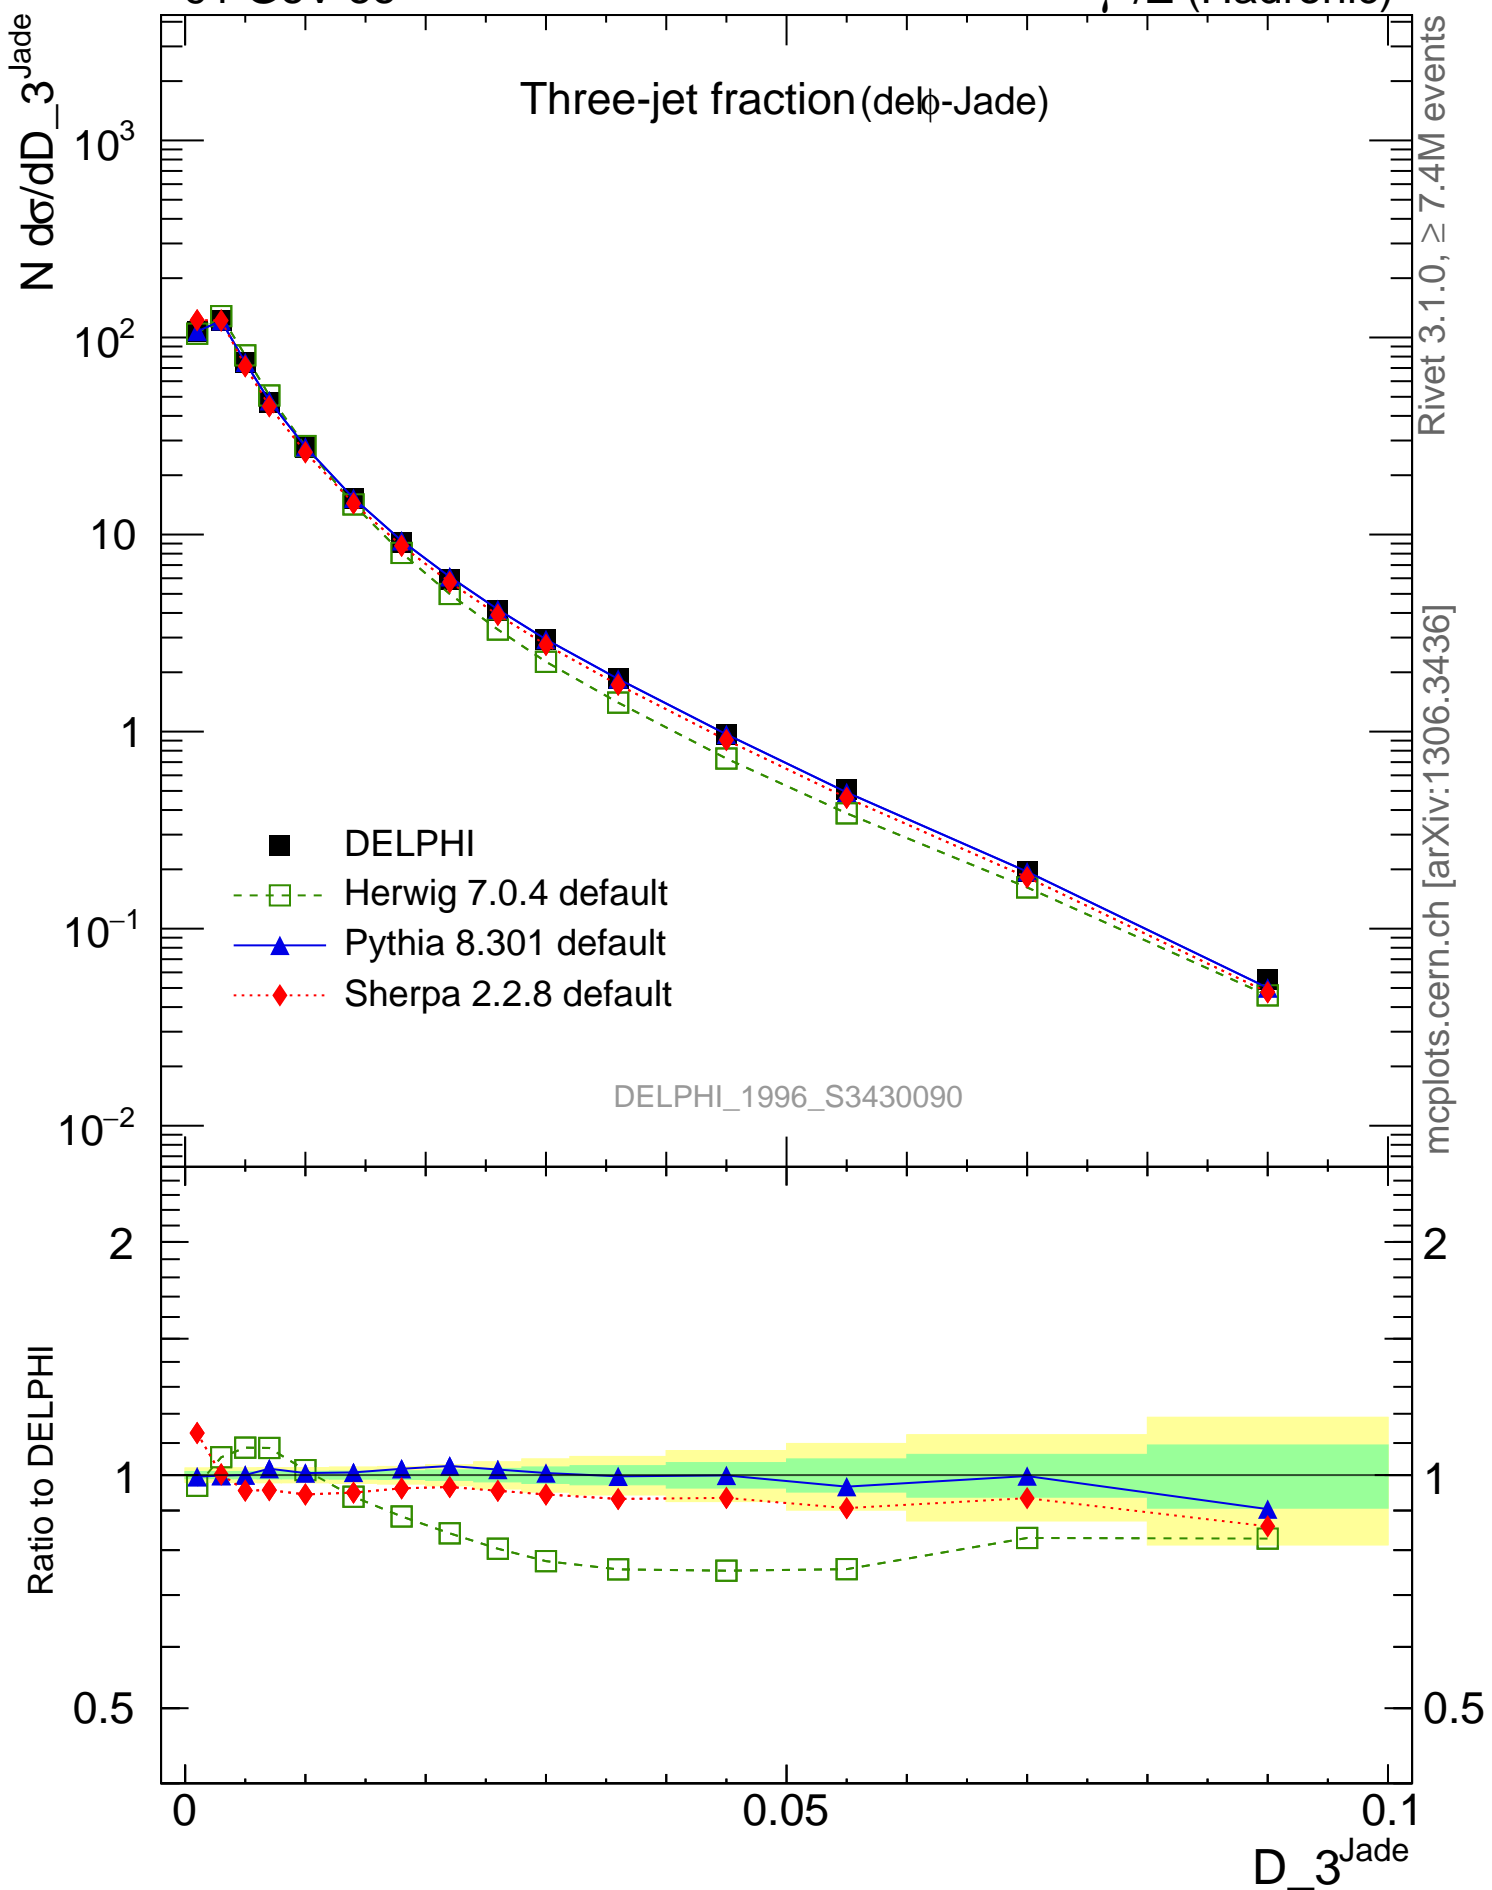 Three-jet fraction (delϕ-Jade)
N dσ/dD_3^Jade
10^3
10^2
10
1
10^−1
10^−2
DELPHI
Herwig 7.0.4 default
Pythia 8.301 default
Sherpa 2.2.8 default
DELPHI_1996_S3430090
Rivet 3.1.0, ≥ 7.4M events
mcplots.cern.ch [arXiv:1306.3436]
Ratio to DELPHI
2
1
0.5
2
1
0.5
0
0.05
0.1
D_3^Jade